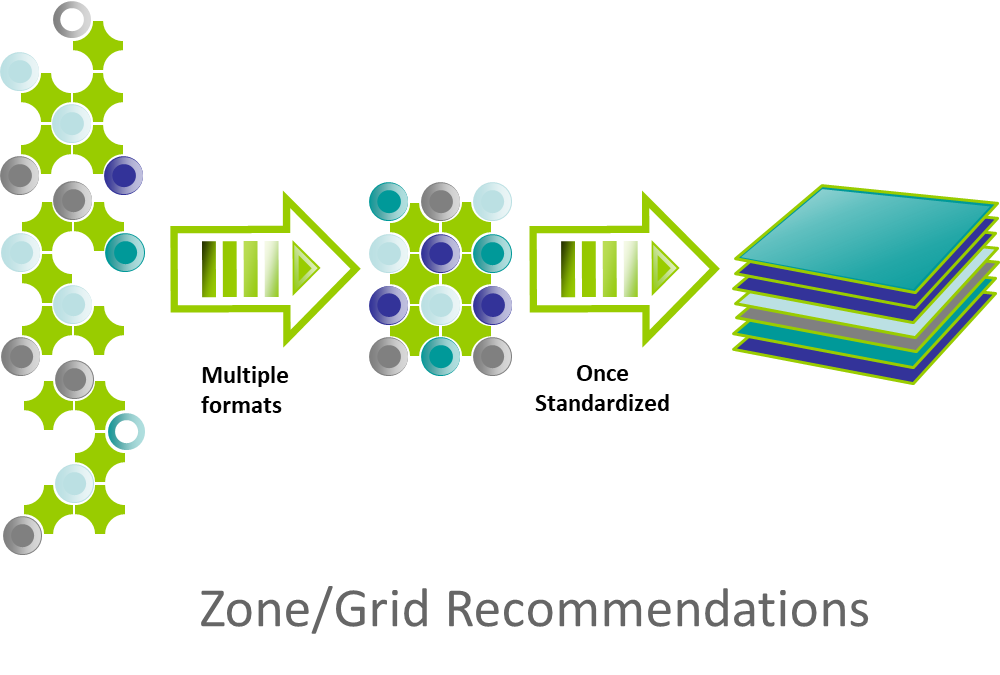 Multiple
formats
Once
Standardized
Zone/Grid Recommendations